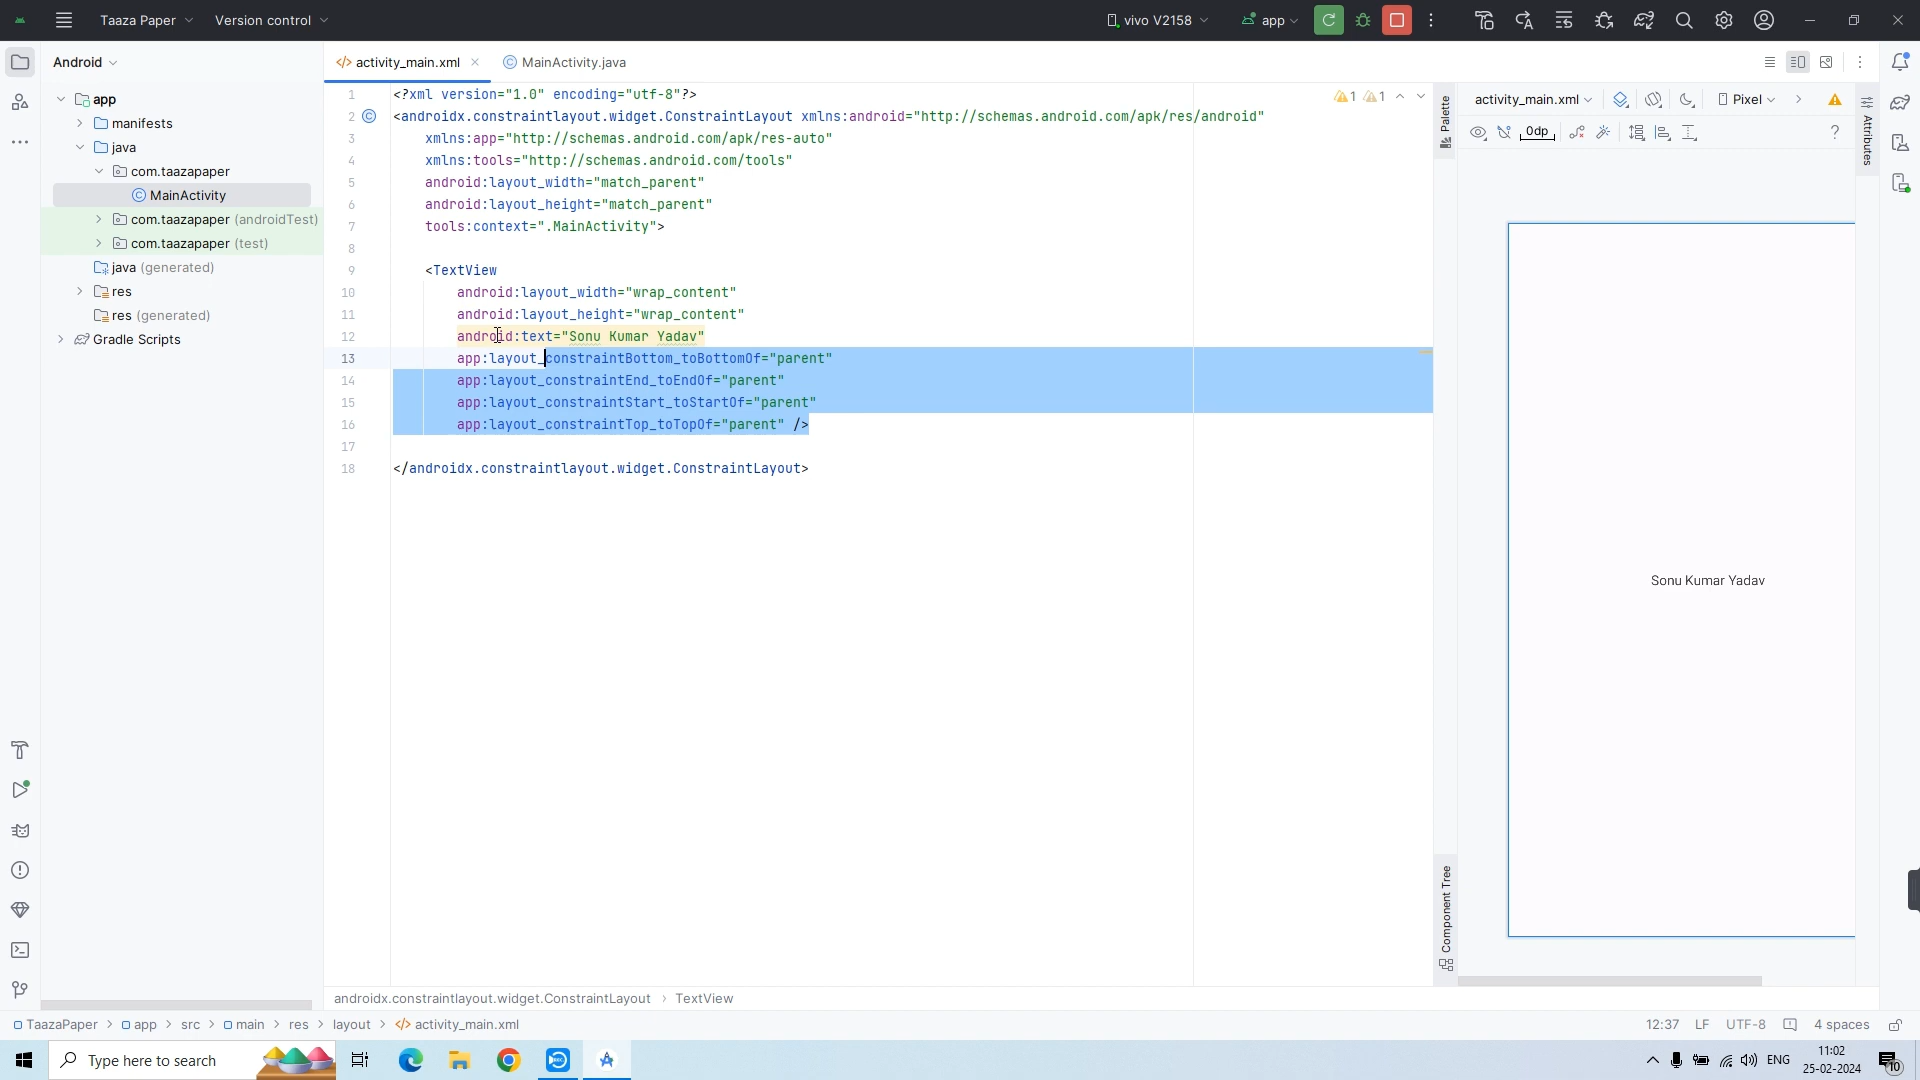 Taaza Paper
Version control
vivo V2158
app
Android
activity_main.xml
MainActivity.java
app
manifests
java
com.taazapaper
MainActivity
com.taazapaper (androidTest)
com.taazapaper (test)
java (generated)
res
res (generated)
Gradle Scripts
1 <?xml version="1.0" encoding="utf-8"?>
2 <androidx.constraintlayout.widget.ConstraintLayout xmlns:android="http://schemas.android.com/apk/res/android"
3 xmlns:app="http://schemas.android.com/apk/res-auto"
4 xmlns:tools="http://schemas.android.com/tools"
5 android:layout_width="match_parent"
6 android:layout_height="match_parent"
7 tools:context=".MainActivity">
8
9 <TextView
10 android:layout_width="wrap_content"
11 android:layout_height="wrap_content"
12 android:text="Sonu Kumar Yadav"
13 app:layout_constraintBottom_toBottomOf="parent"
14 app:layout_constraintEnd_toEndOf="parent"
15 app:layout_constraintStart_toStartOf="parent"
16 app:layout_constraintTop_toTopOf="parent" />
17
18 </androidx.constraintlayout.widget.ConstraintLayout>
1 1
Palette
Component Tree
activity_main.xml
Pixel
0dp
?
Attributes
Sonu Kumar Yadav
androidx.constraintlayout.widget.ConstraintLayout > TextView
TaazaPaper > app > src > main > res > layout > activity_main.xml
12:37 LF UTF-8 4 spaces
Type here to search
ENG
11:02
25-02-2024
10